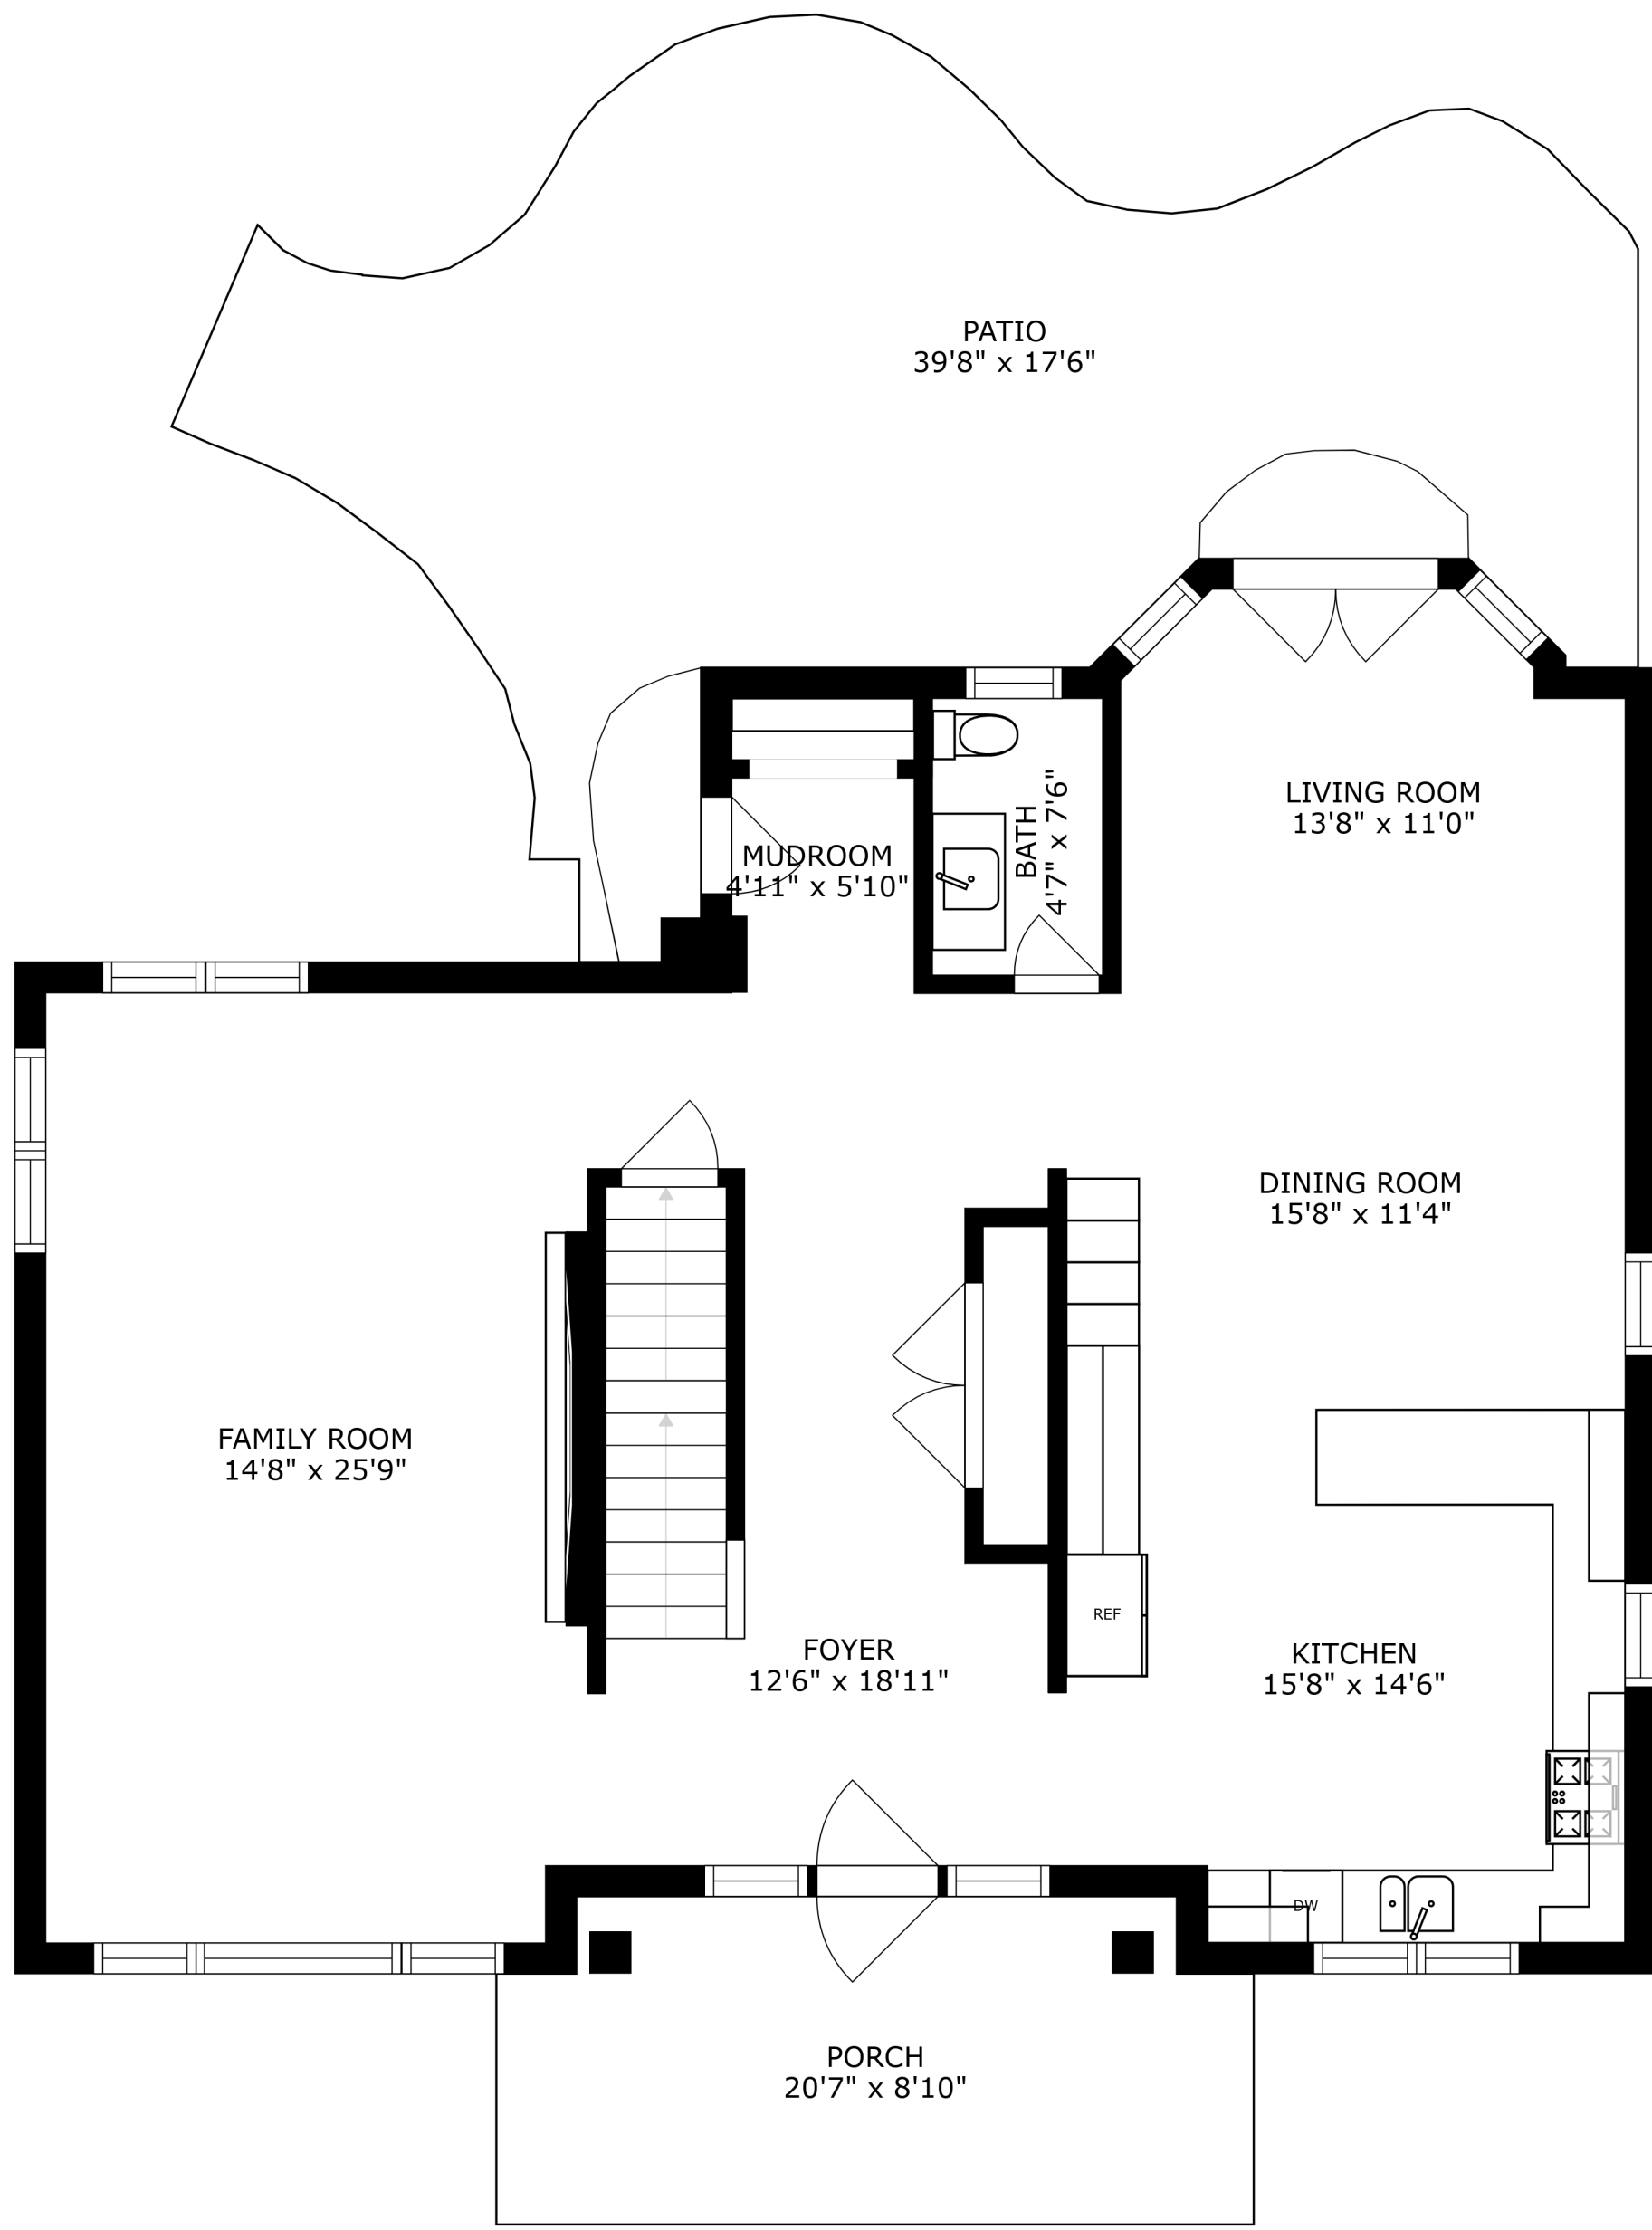 PATIO
39'8" x 17'6"
LIVING ROOM
13'8" x 11'0"
BATH
4'7" x 7'6"
MUDROOM
4'11" x 5'10"
DINING ROOM
15'8" x 11'4"
FAMILY ROOM
14'8" x 25'9"
REF
FOYER
12'6" x 18'11"
KITCHEN
15'8" x 14'6"
DW
PORCH
20'7" x 8'10"